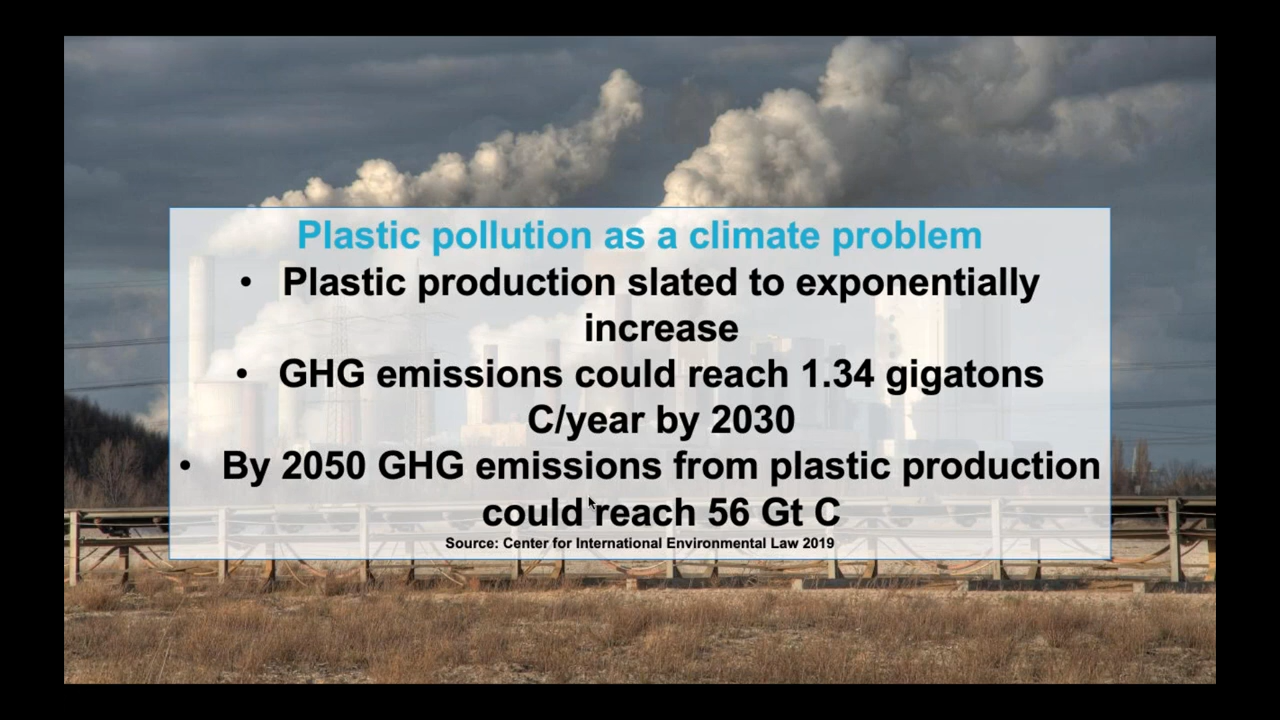 Plastic pollution as a climate problem
• Plastic production slated to exponentially
increase
• GHG emissions could reach 1.34 gigatons
C/year by 2030
• By 2050 GHG emissions from plastic production
could reach 56 Gt C
Source: Center for International Environmental Law 2019